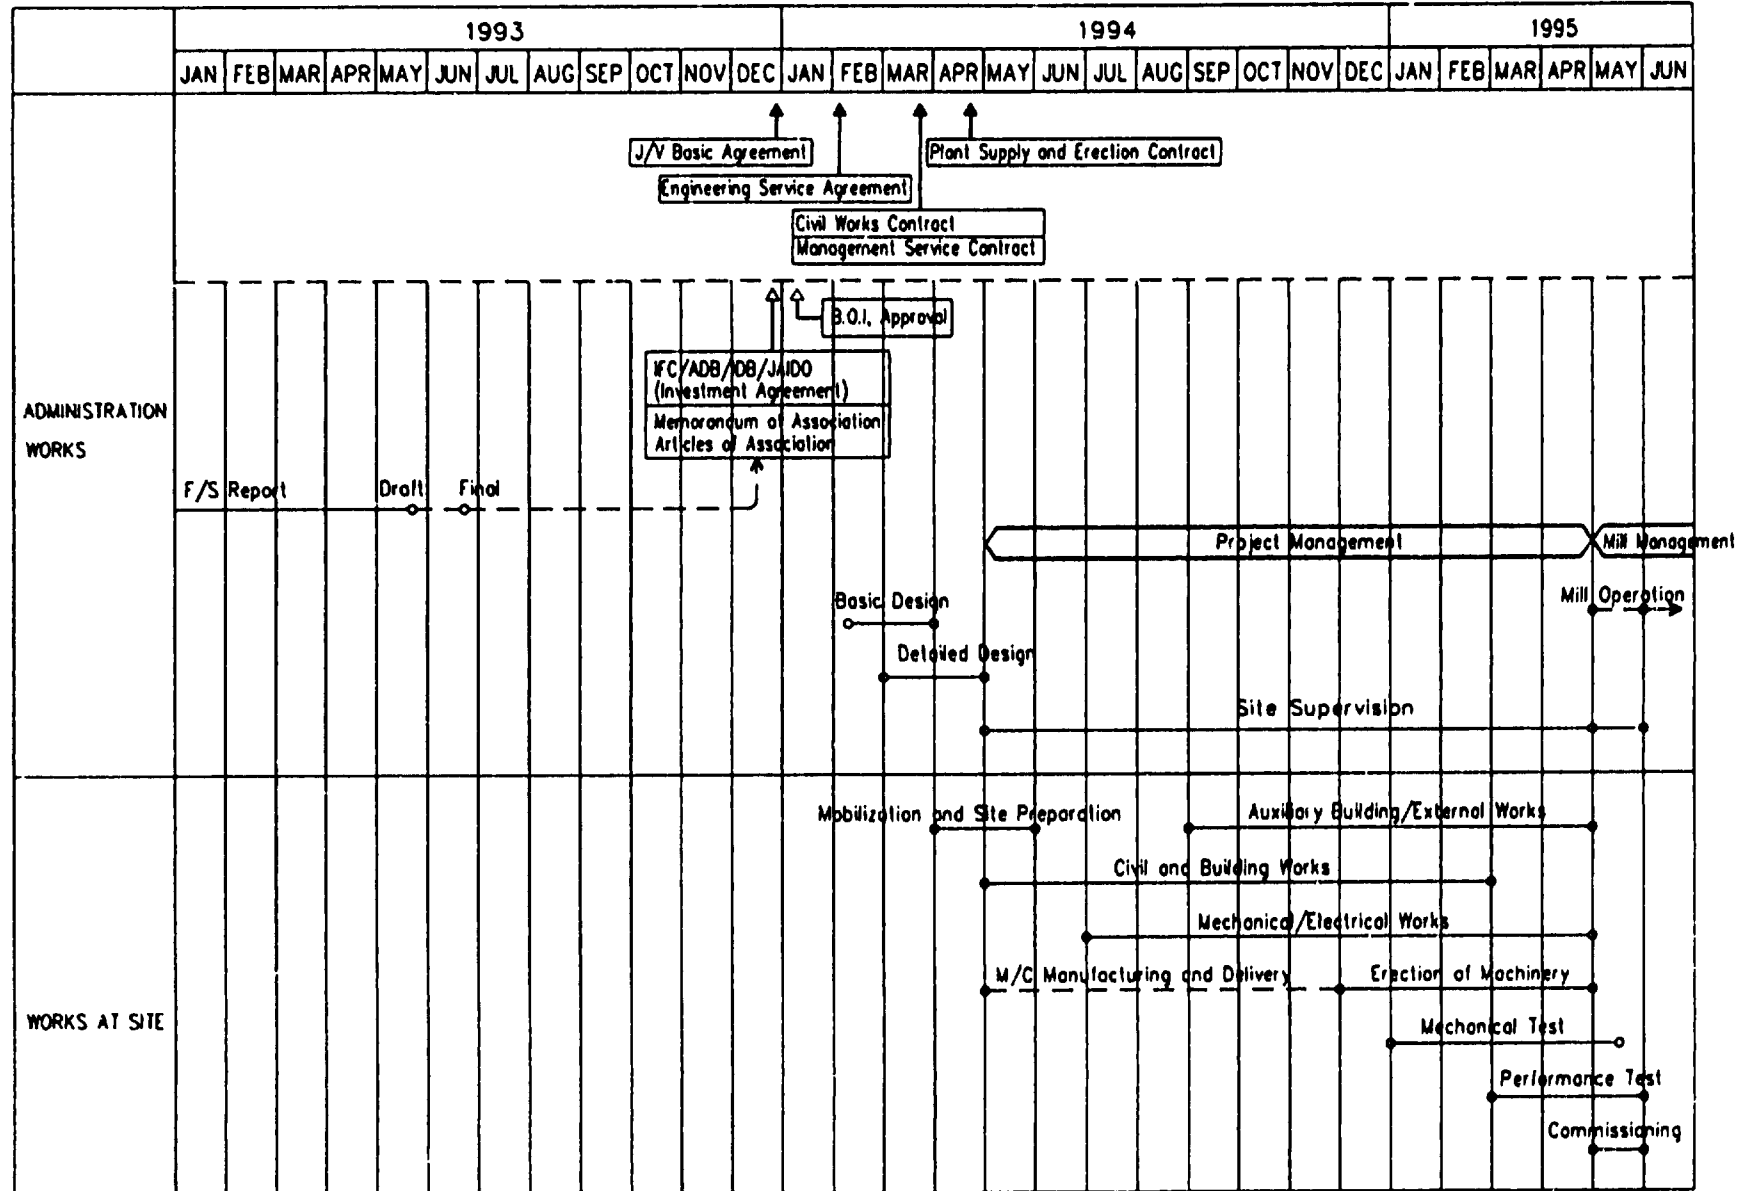 1993 1994 1995
JAN FEB MAR APR MAY JUN JUL AUG SEP OCT NOV DEC JAN FEB MAR APR MAY JUN JUL AUG SEP OCT NOV DEC JAN FEB MAR APR MAY JUN
J/V Basic Agreement
Plant Supply and Erection Contract
Engineering Service Agreement
Civil Works Contract
Management Service Contract
B.O.I. Approval
IFC/ADB/IDB/JAIDO
(Investment Agreement)
Memorandum of Association
Articles of Association
ADMINISTRATION
WORKS
F/S Report Draft Final
Project Management Mill Management
Mill Operation
Basic Design
Detailed Design
Site Supervision
Mobilization and Site Preparation Auxiliary Building/External Works
Civil and Building Works
Mechanical/Electrical Works
M/C Manufacturing and Delivery Erection of Machinery
WORKS AT SITE
Mechanical Test
Performance Test
Commissioning